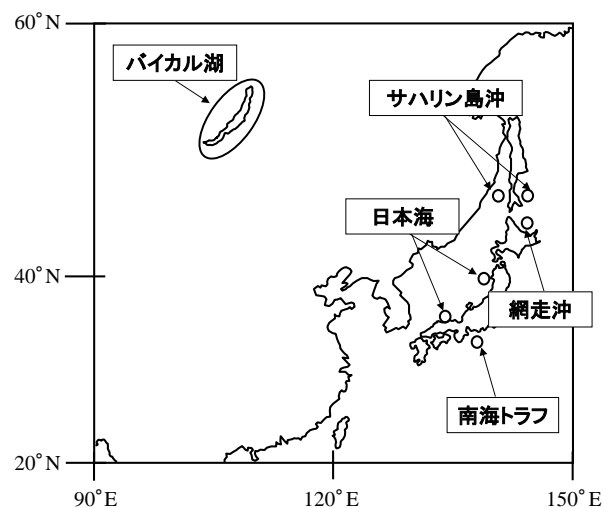 60˚N
バイカル湖
サハリン島沖
日本海
40˚N
網走沖
南海トラフ
20˚N
90˚E
120˚E
150˚E